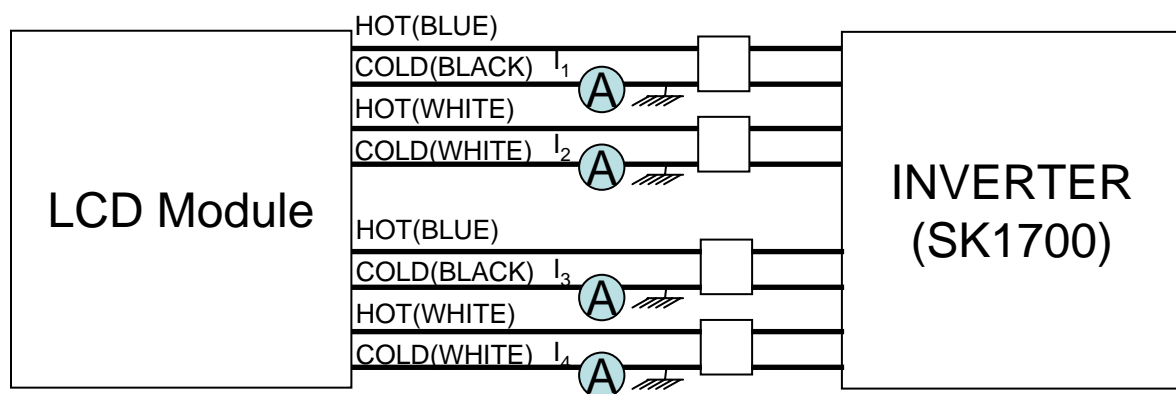 HOT(BLUE)
COLD(BLACK) I1
A
HOT(WHITE)
COLD(WHITE) I2
A
LCD Module
INVERTER
(SK1700)
HOT(BLUE)
COLD(BLACK) I3
A
HOT(WHITE)
COLD(WHITE) I4
A